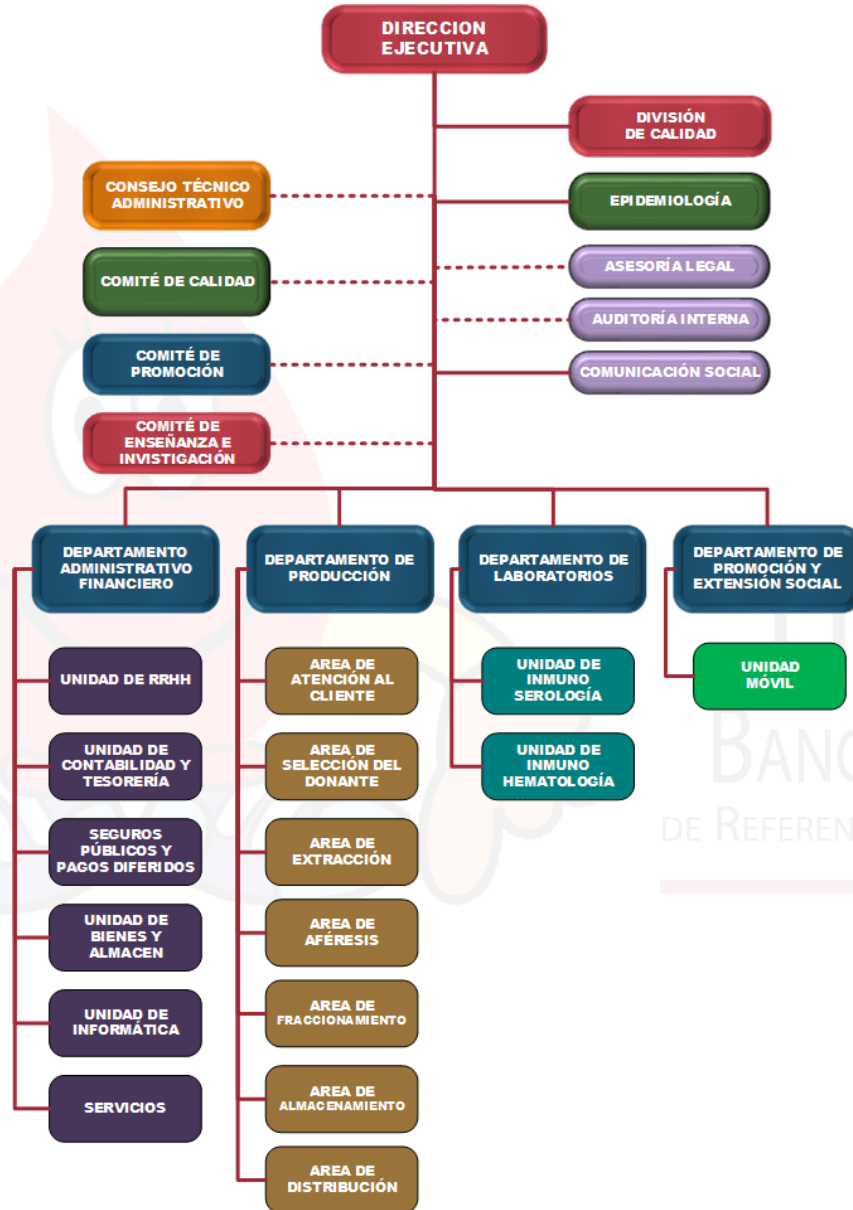 DIRECCION
EJECUTIVA
DIVISIÓN
DE CALIDAD
CONSEJO TÉCNICO
ADMINISTRATIVO
EPIDEMIOLOGÍA
COMITÉ DE CALIDAD
ASESORÍA LEGAL
AUDITORÍA INTERNA
COMITÉ DE
PROMOCIÓN
COMUNICACIÓN SOCIAL
COMITÉ DE
ENSEÑANZA E
INVISTIGACIÓN
DEPARTAMENTO
ADMINISTRATIVO
FINANCIERO
DEPARTAMENTO DE
PRODUCCIÓN
DEPARTAMENTO DE
LABORATORIOS
DEPARTAMENTO DE
PROMOCIÓN Y
EXTENSIÓN SOCIAL
UNIDAD DE RRHH
UNIDAD DE
CONTABILIDAD Y
TESORERÍA
SEGUROS
PÚBLICOS Y
PAGOS DIFERIDOS
UNIDAD DE
BIENES Y
ALMACEN
UNIDAD DE
INFORMÁTICA
SERVICIOS
AREA DE
ATENCIÓN AL
CLIENTE
AREA DE
SELECCIÓN DEL
DONANTE
AREA DE
EXTRACCIÓN
AREA DE
AFÉRESIS
AREA DE
FRACCIONAMIENTO
AREA DE
ALMACENAMIENTO
AREA DE
DISTRIBUCIÓN
UNIDAD DE
INMUNO
SEROLOGÍA
UNIDAD DE
INMUNO
HEMATOLOGÍA
UNIDAD
MÓVIL
BANC
DE REFEREN